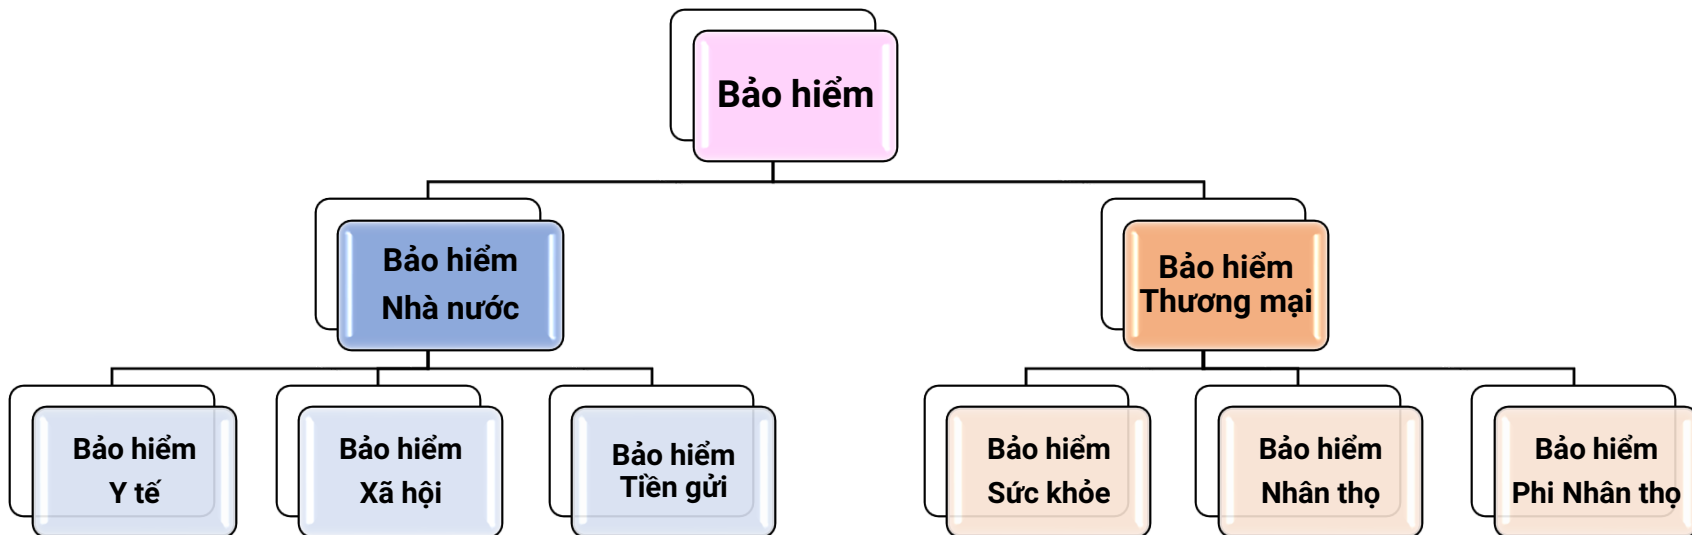 Bảo hiểm
Bảo hiểm
Nhà nước
Bảo hiểm
Thương mại
Bảo hiểm
Y tế
Bảo hiểm
Xã hội
Bảo hiểm
Tiền gửi
Bảo hiểm
Sức khỏe
Bảo hiểm
Nhân thọ
Bảo hiểm
Phi Nhân thọ